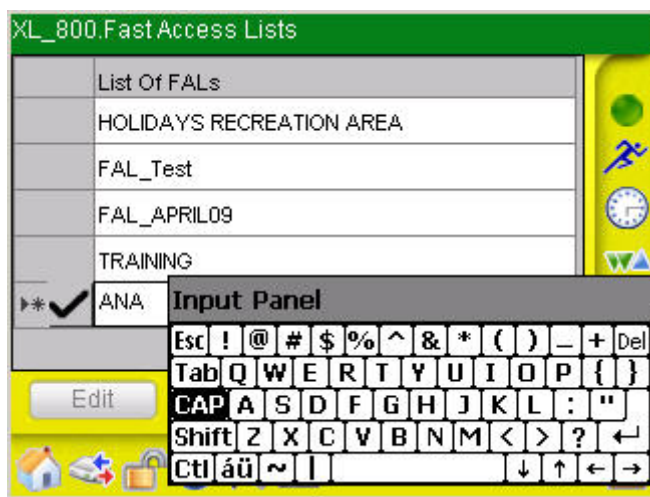 XL_800.Fast Access Lists
List Of FALs
HOLIDAYS RECREATION AREA
FAL_Test
FAL_APRIL09
TRAINING
ANA
Input Panel
Esc ! @ # $ % ^ & * ( ) _ + Del
Tab Q W E R T Y U I O P { }
CAP A S D F G H J K L : "
Shift Z X C V B N M < > ? ↵
Ctl áü ~ | ↓ ↑ ← →
Edit